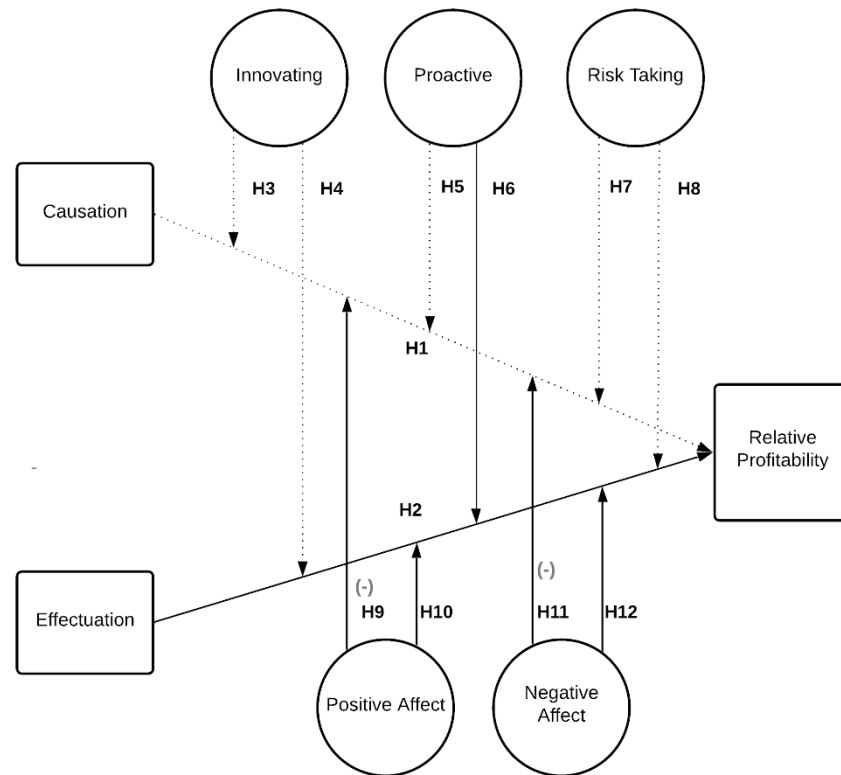 Innovating
Proactive
Risk Taking
H3
H4
H5
H6
H7
H8
Causation
H1
Relative
Profitability
-
H2
Effectuation
(-)
(-)
H9
H10
H11
H12
Positive Affect
Negative
Affect